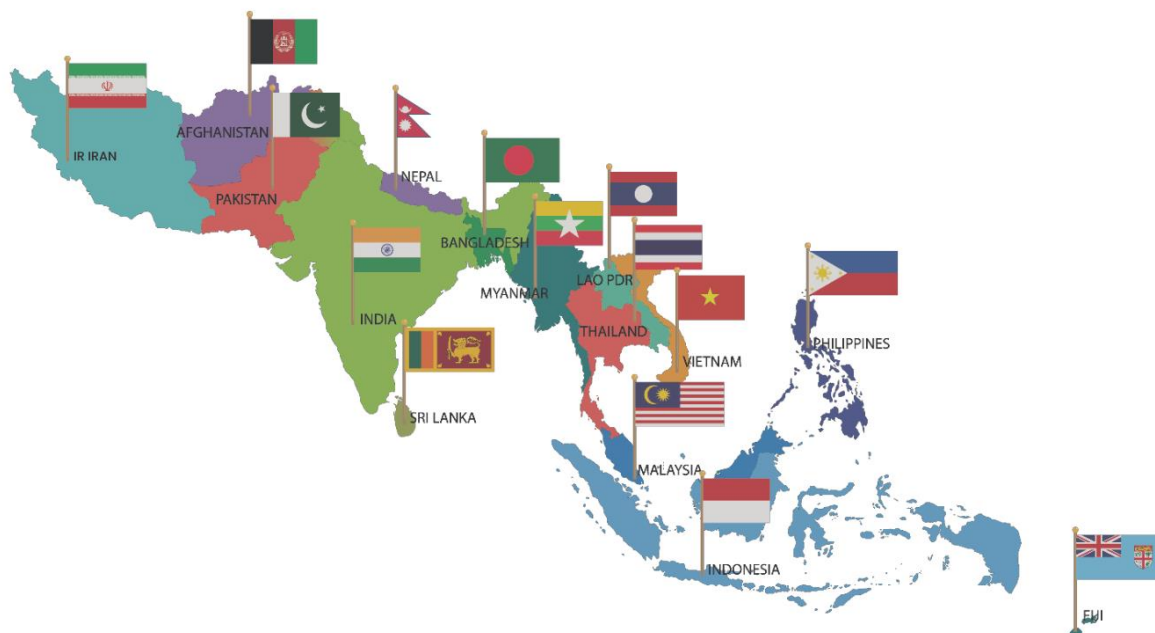 AFGHANISTAN
IR IRAN
NEPAL
PAKISTAN
BANGLADESH
LAO PDR
MYANMAR
INDIA
THAILAND
PHILIPPINES
VIETNAM
SRI LANKA
MALAYSIA
INDONESIA
FIJI